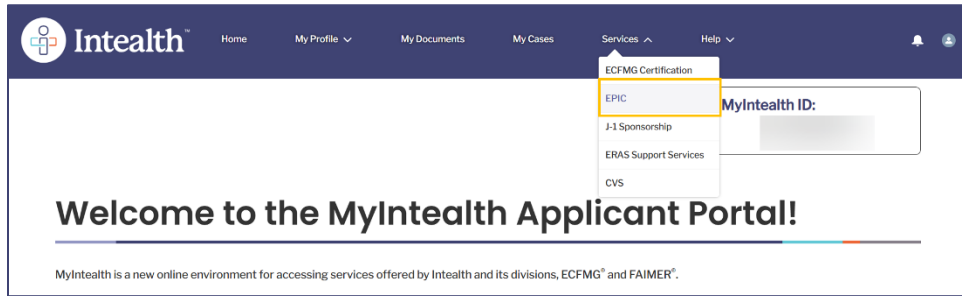 Intealth™ Home My Profile My Documents My Cases Services Help
ECFMG Certification
EPIC
MyIntealth ID:
J-1 Sponsorship
ERAS Support Services
CVS
Welcome to the MyIntealth Applicant Portal!
MyIntealth is a new online environment for accessing services offered by Intealth and its divisions, ECFMG® and FAIMER®.